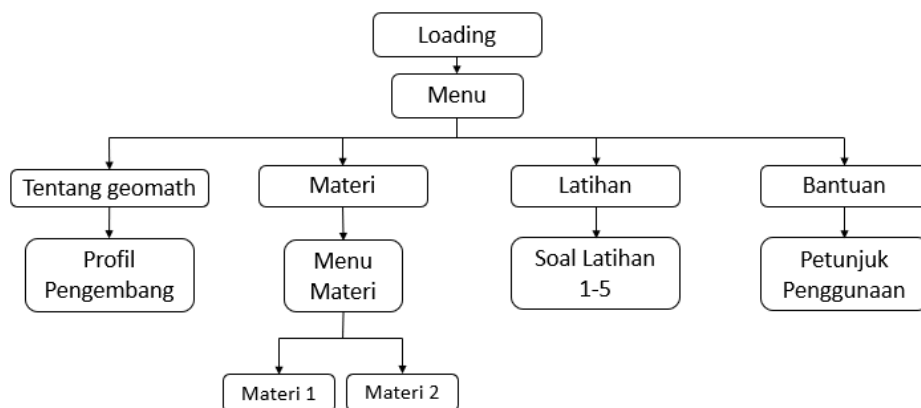 Loading
Menu
Tentang geomath
Materi
Latihan
Bantuan
Profil
Pengembang
Menu
Materi
Soal Latihan
1-5
Petunjuk
Penggunaan
Materi 1
Materi 2